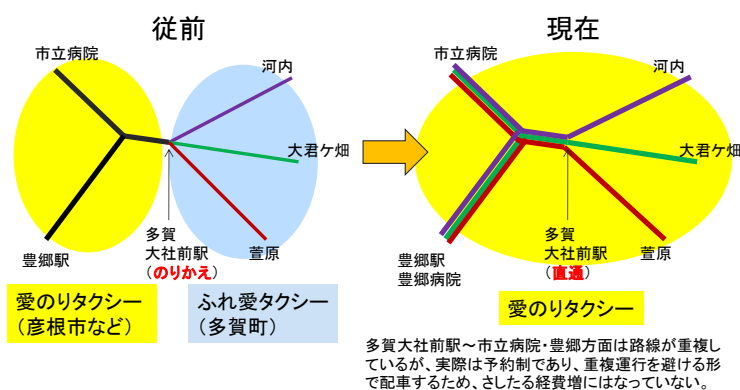 従前
市立病院
河内
大君ケ畑
多賀
大社前駅
(のりかえ)
豊郷駅
萱原
愛のりタクシー
(彦根市など)
ふれ愛タクシー
(多賀町)
現在
市立病院
河内
大君ケ畑
多賀
大社前駅
(直通)
豊郷駅
豊郷病院
萱原
愛のりタクシー
多賀大社前駅～市立病院・豊郷方面は路線が重複し
ているが、実際は予約制であり、重複運行を避ける形
で配車するため、さしたる経費増にはなっていない。